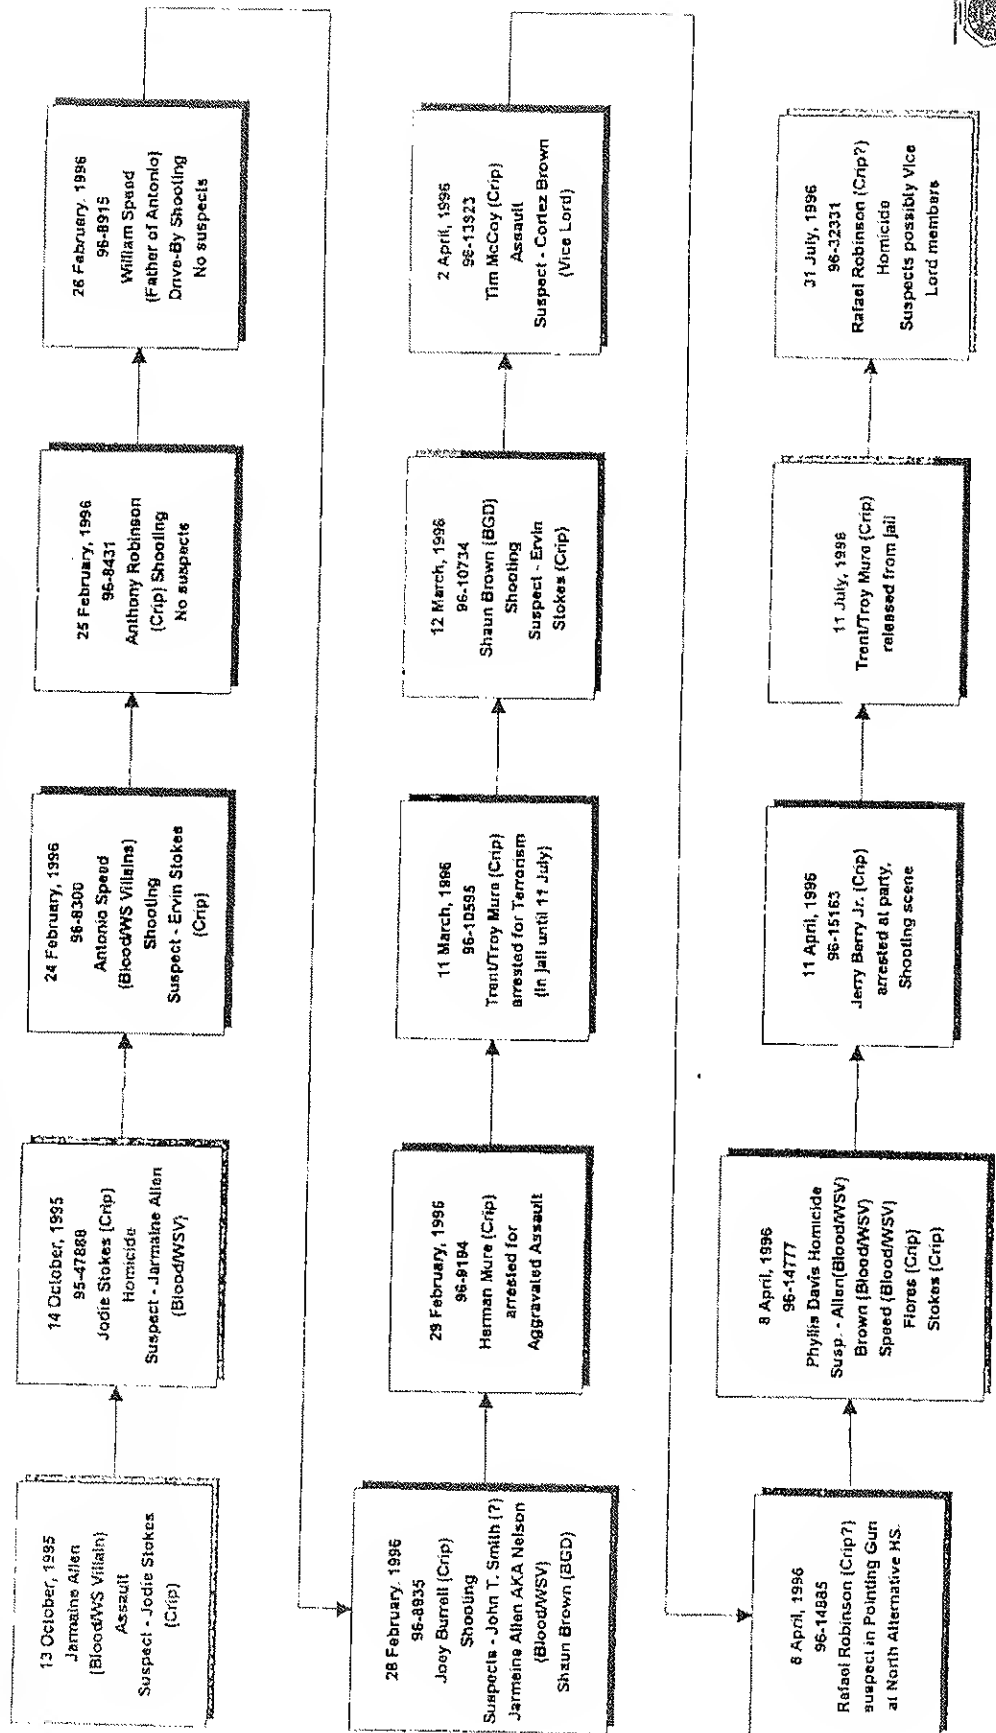 13 October, 1995
Jarmaine Allen
(Blood/WS Villain)
Assault
Suspect - Jodie Stokes
(Crip)
14 October, 1995
95-47888
Jodie Stokes (Crip)
Homicide
Suspect - Jarmaine Allen
(Blood/WSV)
24 February, 1996
96-8300
Antonio Speed
(Blood/WS Villains)
Shooting
Suspect - Ervin Stokes
(Crip)
25 February, 1996
96-8431
Anthony Robinson
(Crip) Shooting
No suspects
26 February, 1996
96-8915
William Speed
(Father of Antonio)
Drive-By Shooting
No suspects
28 February, 1996
96-8935
Joey Burrell (Crip)
Shooting
Suspects - John T. Smith (?)
Jarmaine Allen AKA Nelson
(Blood/WSV)
Shaun Brown (BGD)
29 February, 1996
96-9194
Herman Mure (Crip)
arrested for
Aggravated Assault
11 March, 1996
96-10595
Trent/Troy Mure (Crip)
arrested for Terrorism
(In Jail until 11 July)
12 March, 1996
96-10734
Shaun Brown (BGD)
Shooting
Suspect - Ervin
Stokes (Crip)
2 April, 1996
96-13923
Tim McCoy (Crip)
Assault
Suspect - Cortez Brown
(Vice Lord)
8 April, 1996
96-14885
Rafael Robinson (Crip?)
suspect in Pointing Gun
at North Alternative HS.
8 April, 1996
96-14777
Phyllis Davis Homicide
Susp. - Allen(Blood/WSV)
Brown (Blood/WSV)
Speed (Blood/WSV)
Flores (Crip)
Stokes (Crip)
11 April, 1996
96-15163
Jerry Berry Jr. (Crip)
arrested at party,
Shooting scene
11 July, 1996
Trent/Troy Mure (Crip)
released from jail
31 July, 1996
96-32331
Rafael Robinson (Crip?)
Homicide
Suspects possibly Vice
Lord members